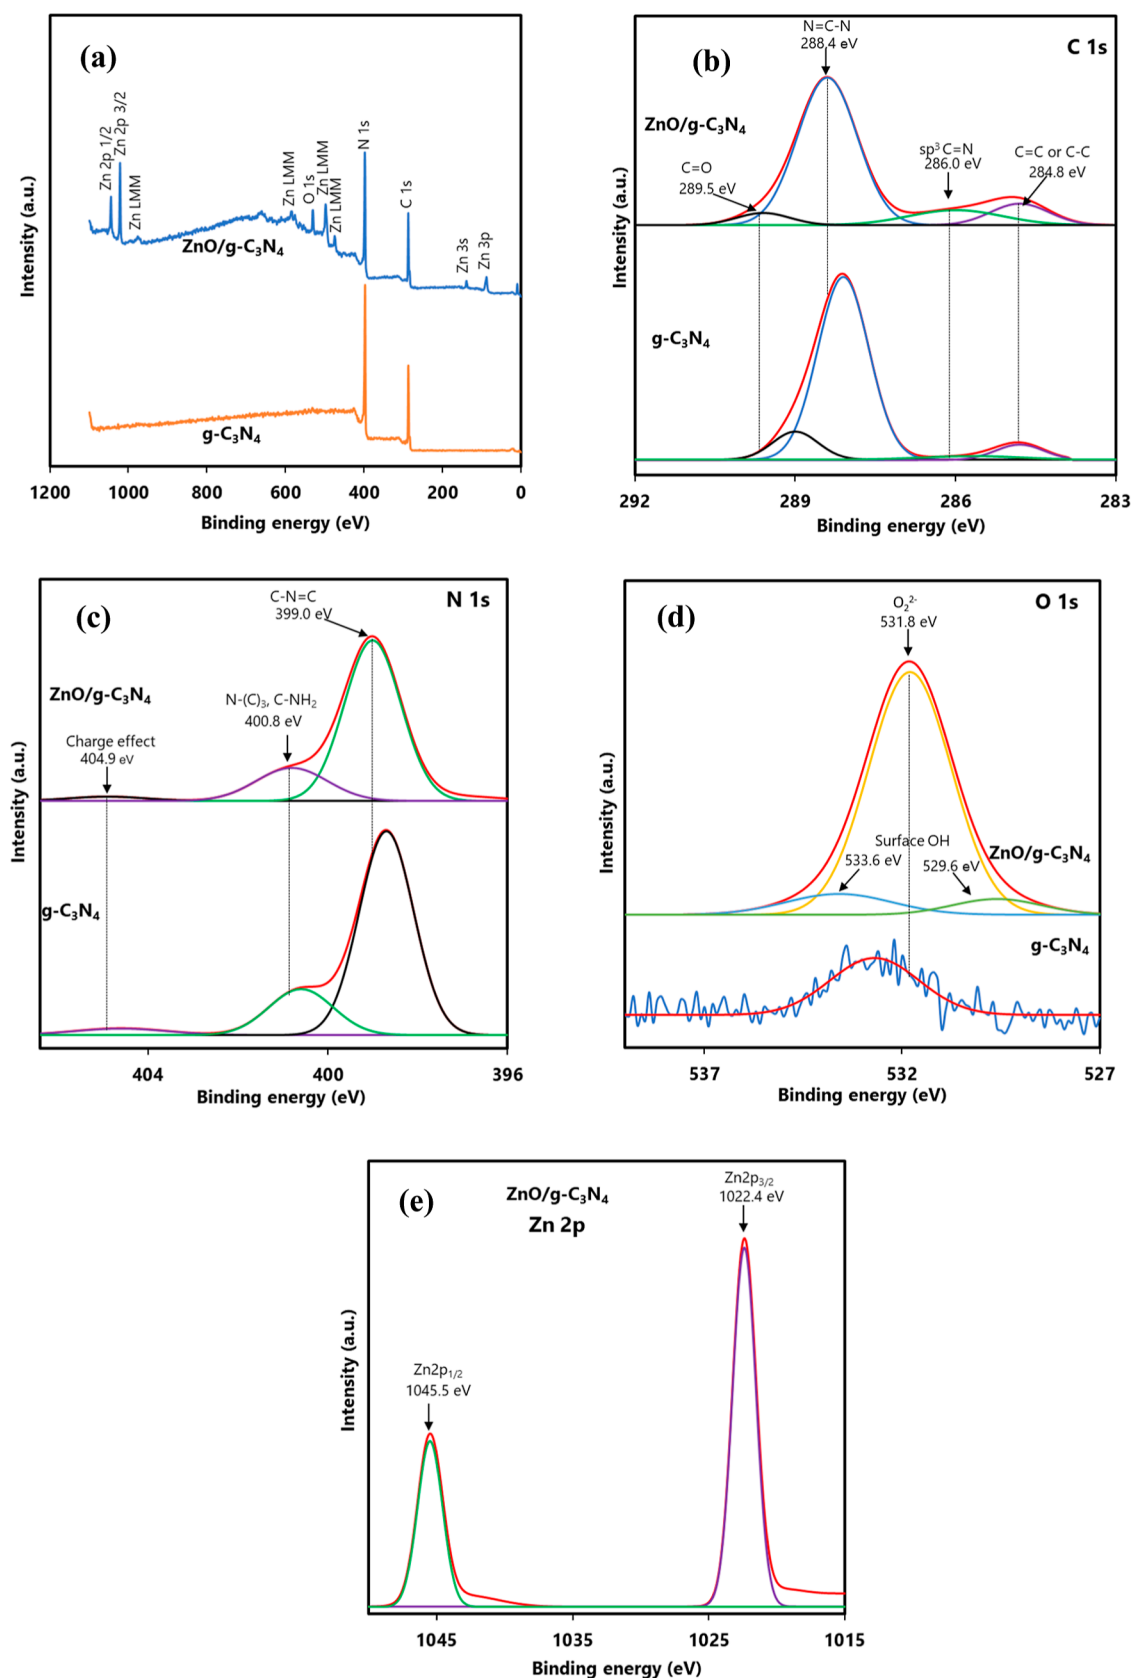 (a)
Zn 2p 1/2
Zn 2p 3/2
Zn LMM
Zn LMM
O 1s
Zn LMM
Zn LMM
N 1s
C 1s
Zn 3s
Zn 3p
ZnO/g-C₃N₄
g-C₃N₄
Intensity (a.u.)
1200 1000 800 600 400 200 0
Binding energy (eV)
(b)
C 1s
N=C-N
288.4 eV
ZnO/g-C₃N₄
C=O
289.5 eV
sp³ C=N
286.0 eV
C=C or C-C
284.8 eV
g-C₃N₄
Intensity (a.u.)
292 289 286 283
Binding energy (eV)
(c)
N 1s
C-N=C
399.0 eV
ZnO/g-C₃N₄
N-(C)₃, C-NH₂
400.8 eV
Charge effect
404.9 eV
g-C₃N₄
Intensity (a.u.)
404 400 396
Binding energy (eV)
(d)
O 1s
O₂²⁻
531.8 eV
Surface OH
533.6 eV
529.6 eV
ZnO/g-C₃N₄
g-C₃N₄
Intensity (a.u.)
537 532 527
Binding energy (eV)
(e)
ZnO/g-C₃N₄
Zn 2p
Zn2p₃/₂
1022.4 eV
Zn2p₁/₂
1045.5 eV
Intensity (a.u.)
1045 1035 1025 1015
Binding energy (eV)